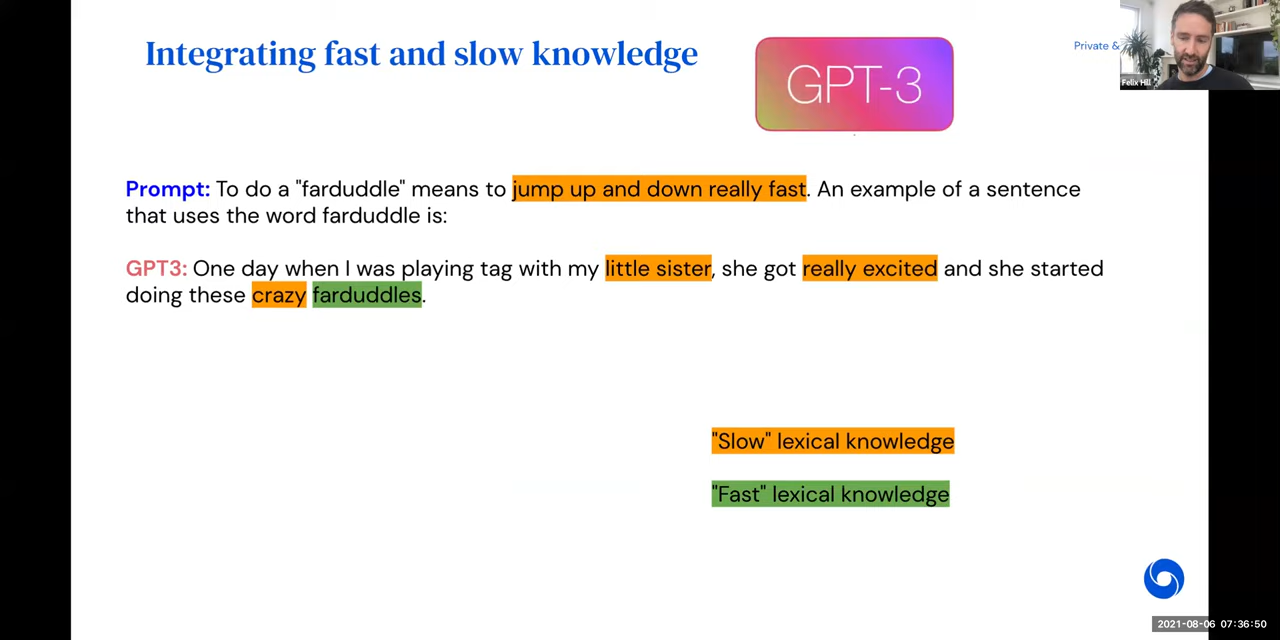 Integrating fast and slow knowledge
GPT-3
Private &
Felix Hill
Prompt: To do a "farduddle" means to jump up and down really fast. An example of a sentence
that uses the word farduddle is:
GPT3: One day when I was playing tag with my little sister, she got really excited and she started
doing these crazy farduddles.
"Slow" lexical knowledge
"Fast" lexical knowledge
2021-08-06 07:36:50